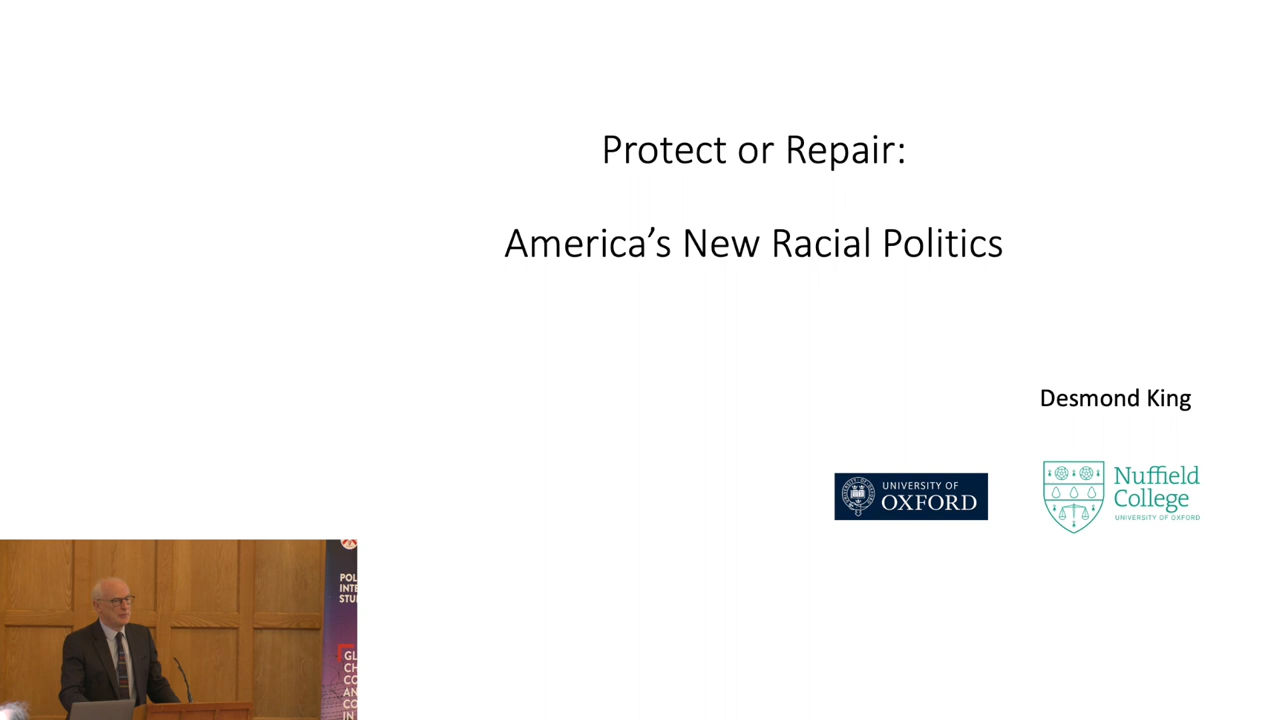 Protect or Repair:
America’s New Racial Politics
Desmond King
UNIVERSITY OF
OXFORD
Nuffield
College
UNIVERSITY OF OXFORD